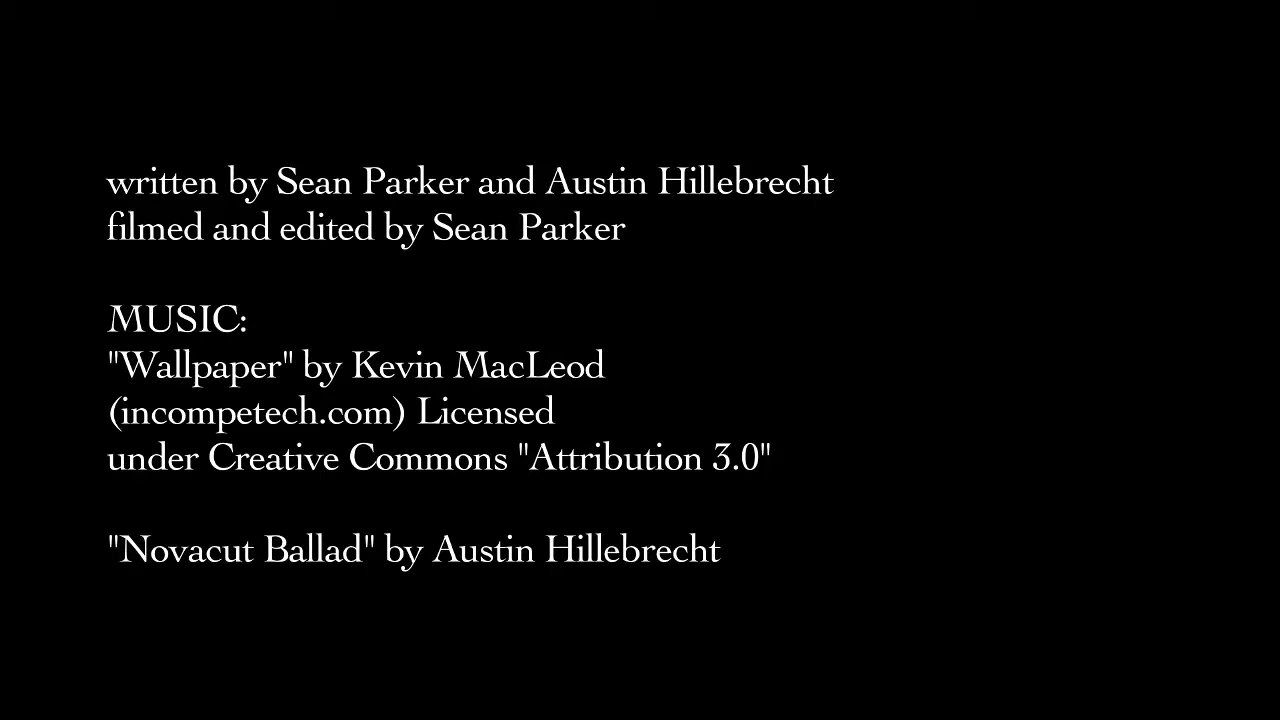 written by Sean Parker and Austin Hillebrecht
filmed and edited by Sean Parker
MUSIC:
"Wallpaper" by Kevin MacLeod
(incompetech.com) Licensed
under Creative Commons "Attribution 3.0"
"Novacut Ballad" by Austin Hillebrecht